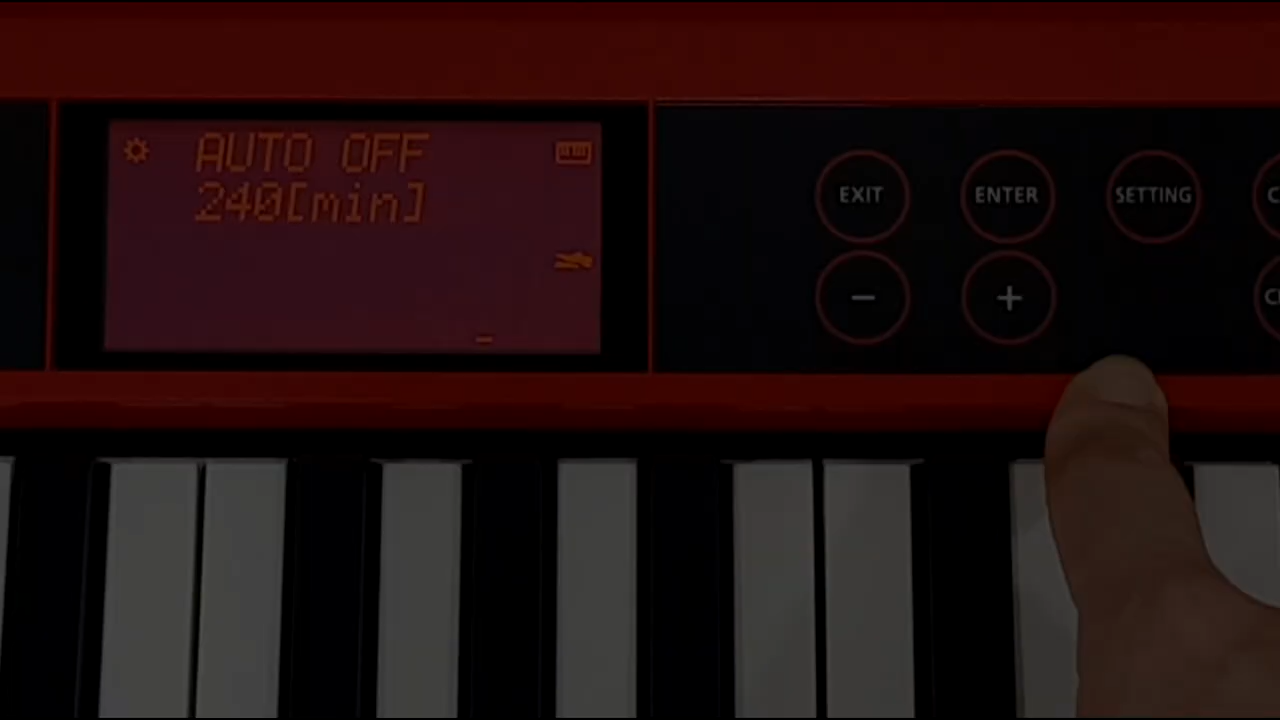 AUTO OFF
240[min]
EXIT
ENTER
SETTING
−
+